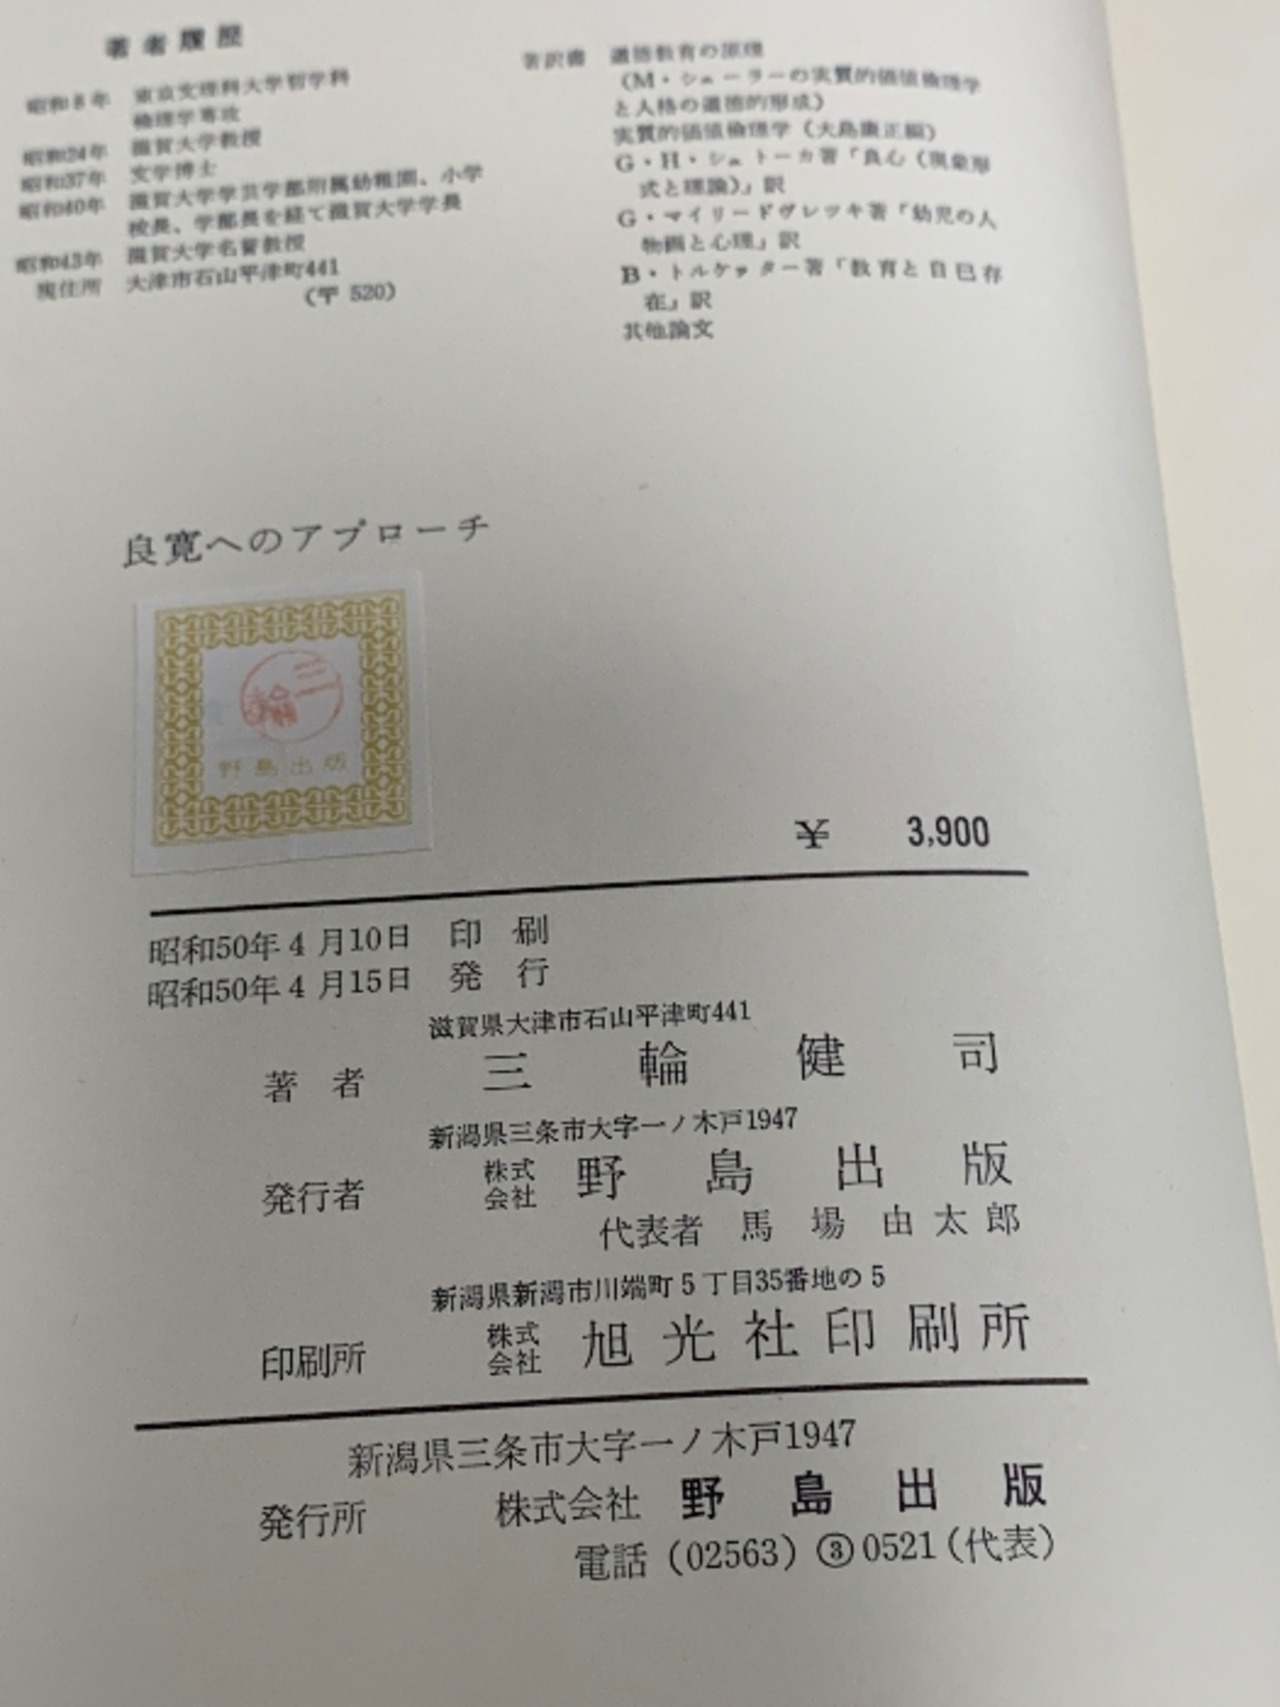 著者履歴
昭和8年 東京文理科大学哲学科
倫理学専攻
昭和24年 滋賀大学教授
昭和37年 文学博士
昭和40年 滋賀大学学芸学部附属幼稚園、小学
校長、学部長を経て滋賀大学学長
昭和43年 滋賀大学名誉教授
現住所 大津市石山平津町441
(〒 520)
著訳書 道徳教育の原理
(M・シェーラーの実質的価値倫理学
と人格の道徳的形成)
実質的価値倫理学(大島康正編)
G・H・シュトーカ著「良心(現象形
式と理論)」訳
G・マイリードヴレツキ著「幼児の人
物画と心理」訳
B・トルケッター著「教育と自己存
在」訳
其他論文
良寛へのアプローチ
三輪
野島出版
¥ 3,900
昭和50年4月10日 印刷
昭和50年4月15日 発行
滋賀県大津市石山平津町441
著者 三輪健司
新潟県三条市大字一ノ木戸1947
発行者 株式会社 野島出版
代表者 馬場由太郎
新潟県新潟市川端町5丁目35番地の5
印刷所 株式会社 旭光社印刷所
新潟県三条市大字一ノ木戸1947
発行所 株式会社 野島出版
電話(02563)③0521(代表)